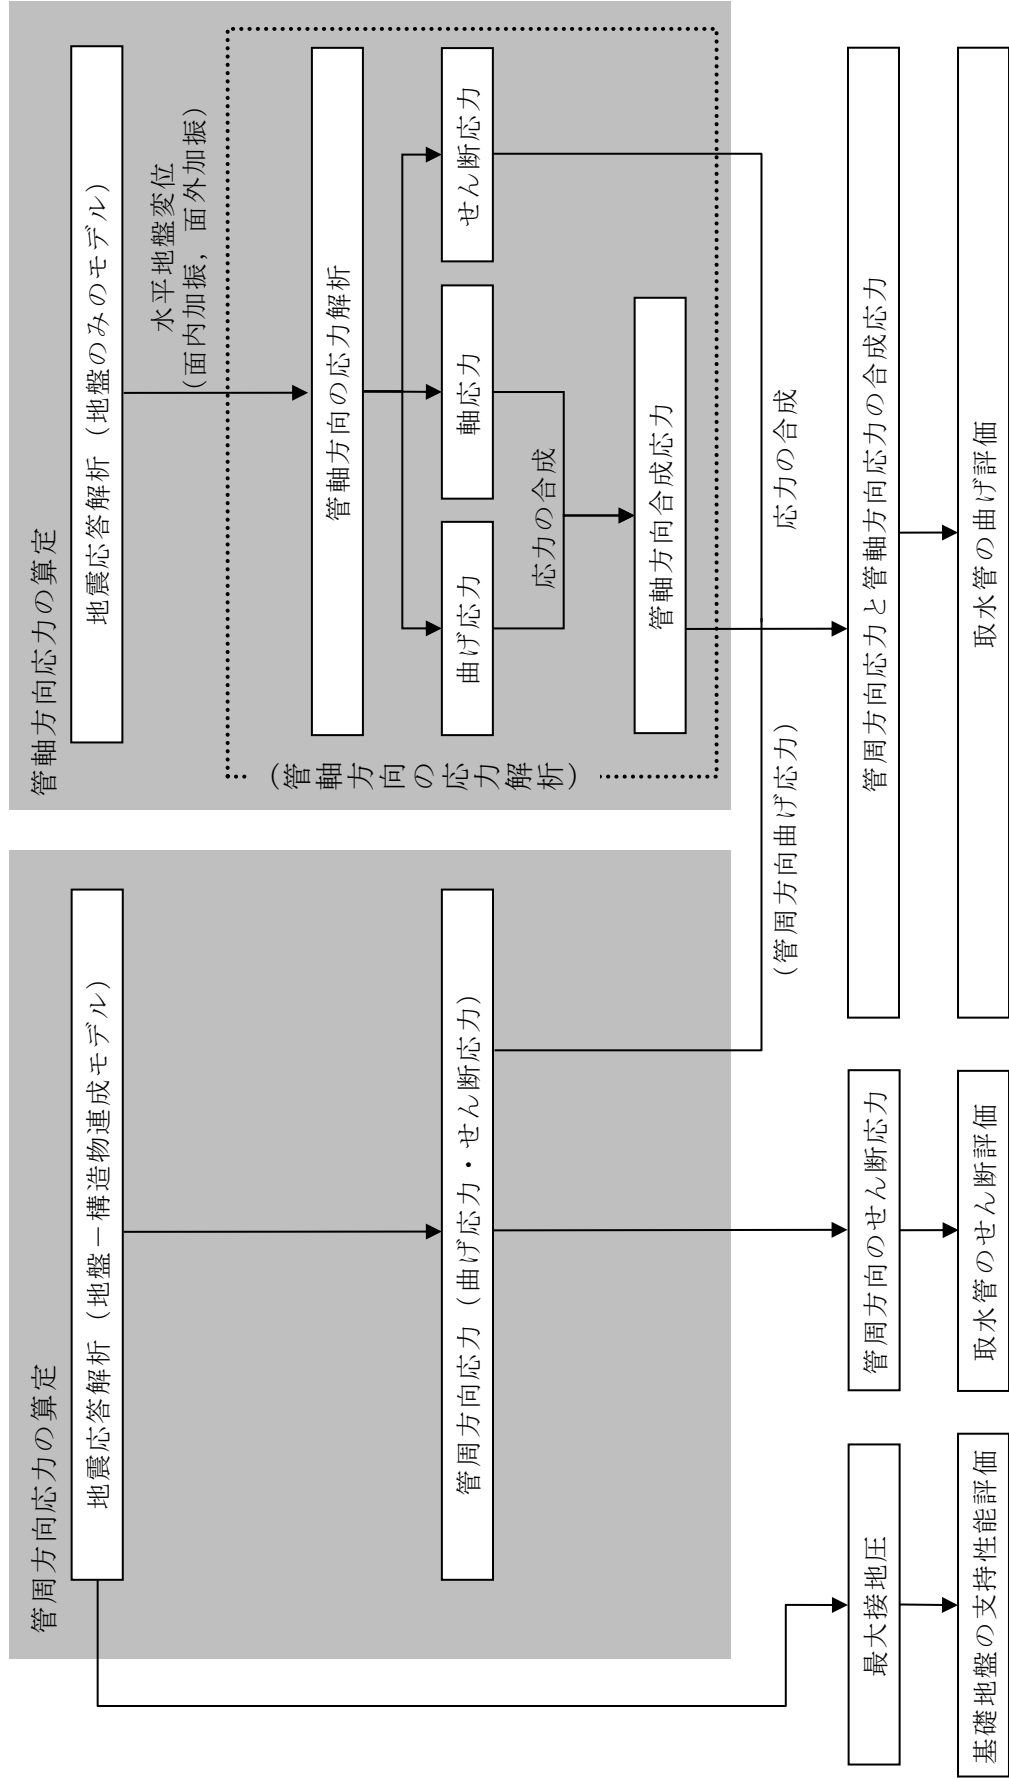 管周方向応力の算定
地震応答解析（地盤－構造物連成モデル）
管周方向応力（曲げ応力・せん断応力）
管軸方向応力の算定
地震応答解析（地盤のみのモデル）
水平地盤変位
（面内加振，面外加振）
（管軸方向の応力解析）
管軸方向の応力解析
曲げ応力
軸応力
せん断応力
応力の合成
管軸方向合成応力
（管周方向曲げ応力）
応力の合成
最大接地圧
管周方向のせん断応力
管周方向応力と管軸方向応力の合成応力
基礎地盤の支持性能評価
取水管のせん断評価
取水管の曲げ評価